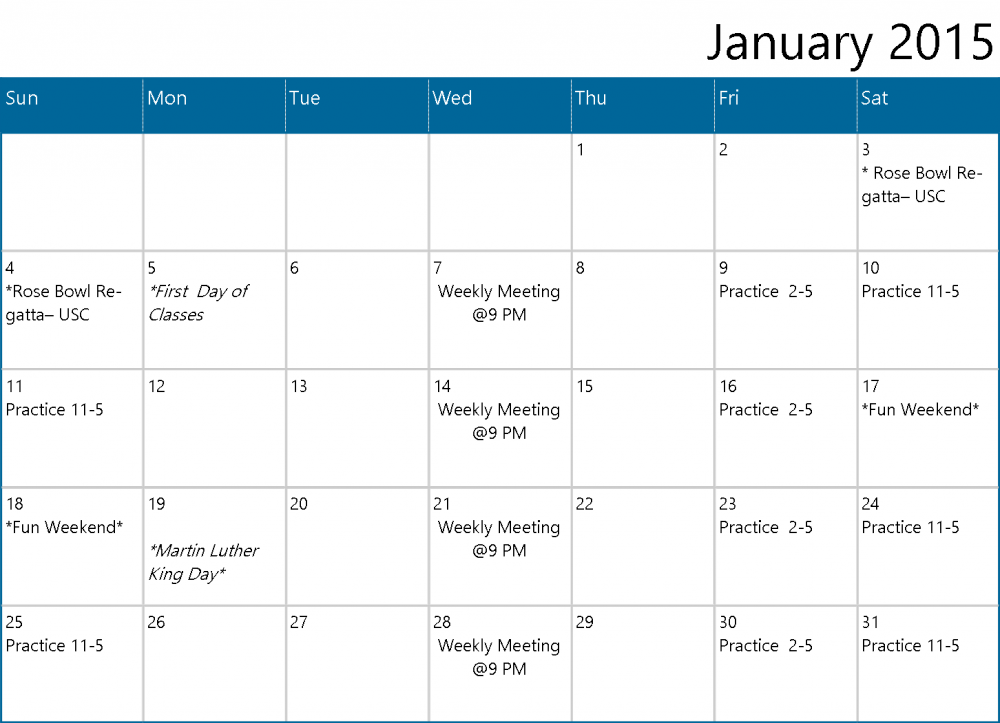 January 2015
Sun Mon Tue Wed Thu Fri Sat
1
2
3
* Rose Bowl Re-
gatta– USC
4
*Rose Bowl Re-
gatta– USC
5
*First  Day of
Classes
6
7
Weekly Meeting
@9 PM
8
9
Practice  2-5
10
Practice 11-5
11
Practice 11-5
12
13
14
Weekly Meeting
@9 PM
15
16
Practice  2-5
17
*Fun Weekend*
18
*Fun Weekend*
19
*Martin Luther
King Day*
20
21
Weekly Meeting
@9 PM
22
23
Practice  2-5
24
Practice 11-5
25
Practice 11-5
26
27
28
Weekly Meeting
@9 PM
29
30
Practice  2-5
31
Practice 11-5